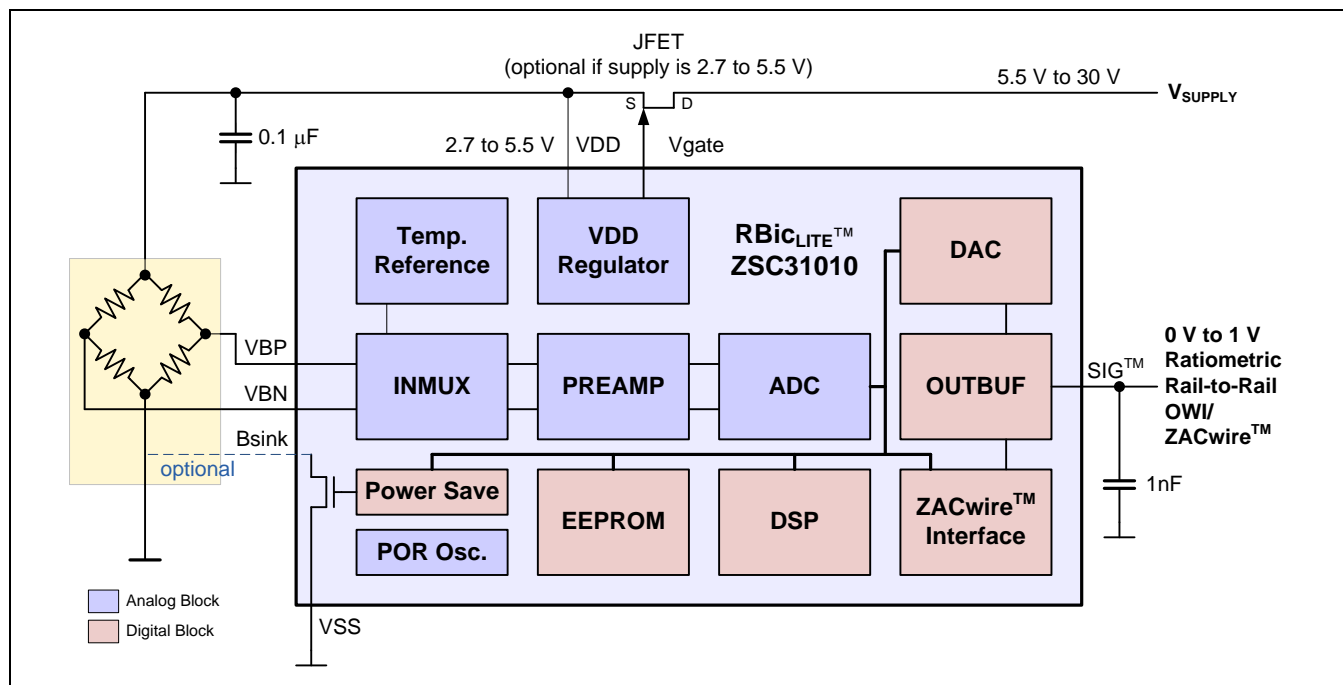 JFET
(optional if supply is 2.7 to 5.5 V)
5.5 V to 30 V
S
D
VSUPPLY
0.1 µF
2.7 to 5.5 V
VDD
Vgate
Temp.
Reference
VDD
Regulator
RBicLITE™
ZSC31010
DAC
VBP
VBN
INMUX
PREAMP
ADC
OUTBUF
SIG™
0 V to 1 V
Ratiometric
Rail-to-Rail
OWI/
ZACwire™
Bsink
optional
Power Save
POR Osc.
EEPROM
DSP
ZACwire™
Interface
1nF
Analog Block
Digital Block
VSS